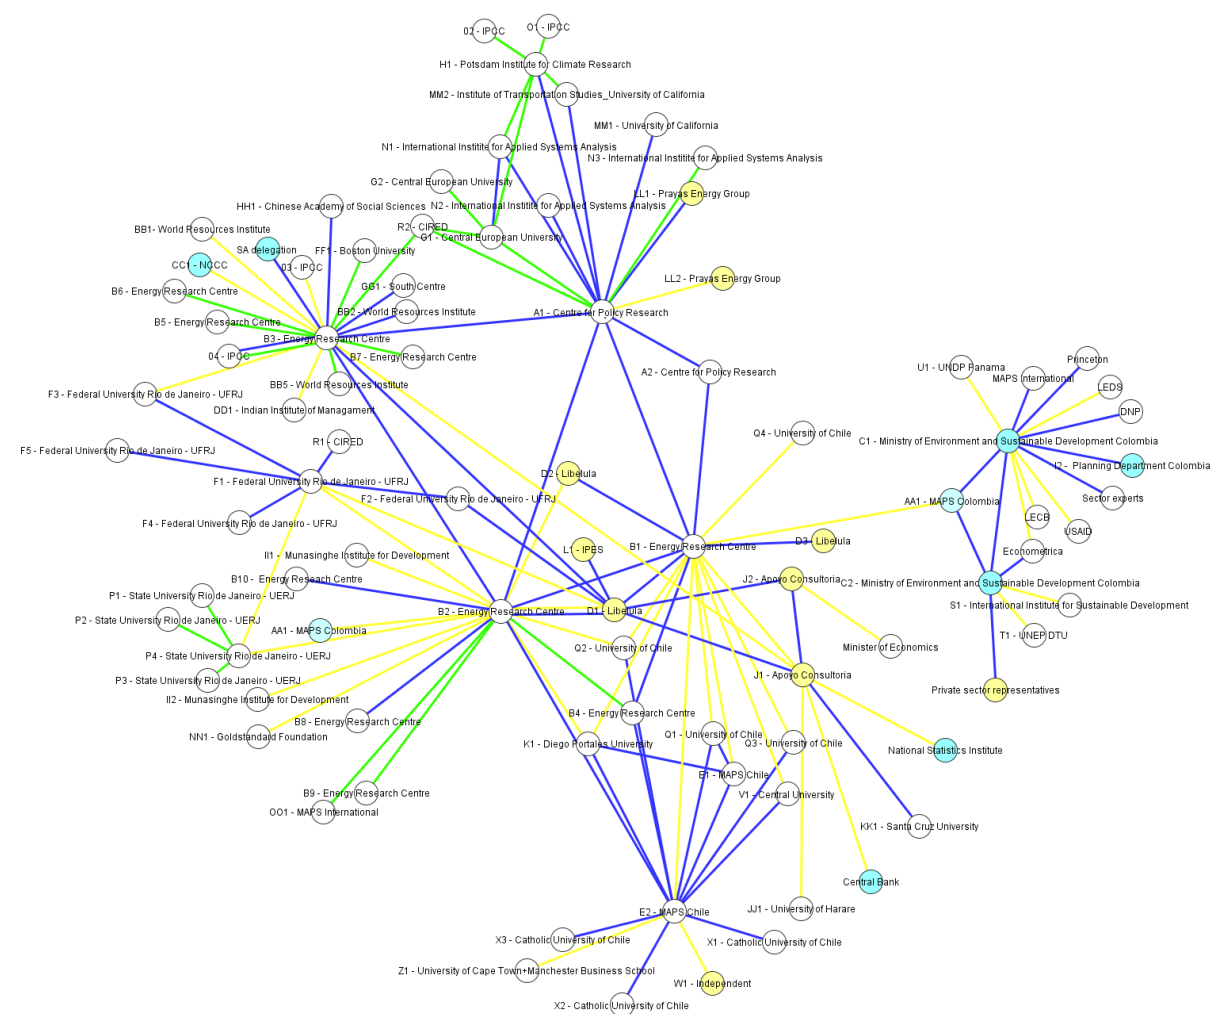 02 - IPCC
O1 - IPCC
H1 - Potsdam Institute for Climate Research
MM2 - Institute of Transportation Studies_University of California
MM1 - University of California
N1 - International Institite for Applied Systems Analysis
N3 - International Institite for Applied Systems Analysis
G2 - Central European University
LL1 - Prayas Energy Group
HH1 - Chinese Academy of Social Sciences
N2 - International Institite for Applied Systems Analysis
BB1- World Resources Institute
R2 - CIRED
G1 - Central European University
SA delegation
FF1 - Boston University
CC1 - NCCC
03 - IPCC
LL2 - Prayas Energy Group
B6 - Energy Research Centre
GG1 - South Centre
BB2 - World Resources Institute
A1 - Centre for Policy Research
B5 - Energy Research Centre
B3 - Energy Research Centre
04 - IPCC
B7 - Energy Research Centre
Princeton
U1 - UNDP Panama
A2 - Centre for Policy Research
MAPS International
BB5 - World Resources Institute
LEDS
F3 - Federal University Rio de Janeiro - UFRJ
DD1 - Indian Institute of Managament
DNP
Q4 - University of Chile
C1 - Ministry of Environment and Sustainable Development Colombia
R1 - CIRED
F5 - Federal University Rio de Janeiro - UFRJ
I2 - Planning Department Colombia
D2 - Libelula
F1 - Federal University Rio de Janeiro - UFRJ
F2 - Federal University Rio de Janeiro - UFRJ
Sector experts
AA1 - MAPS Colombia
LECB
F4 - Federal University Rio de Janeiro - UFRJ
USAID
D3 - Libelula
B1 - Energy Research Centre
L1 - IPES
Econometrica
II1 - Munasinghe Institute for Development
B10 - Energy Reseach Centre
J2 - Apoyo Consultoria
C2 - Ministry of Environment and Sustainable Development Colombia
P1 - State University Rio de Janeiro - UERJ
S1 - International Institute for Sustainable Development
B2 - Energy Research Centre
D1 - Libelula
P2 - State University Rio de Janeiro - UERJ
AA1 - MAPS Colombia
T1 - UNEP DTU
Q2 - University of Chile
Minister of Economics
P4 - State University Rio de Janeiro - UERJ
J1 - Apoyo Consultoria
P3 - State University Rio de Janeiro - UERJ
Private sector representatives
II2 - Munasinghe Institute for Development
B4 - Energy Research Centre
B8 - Energy Research Centre
NN1 - Goldstandard Foundation
Q1 - University of Chile
K1 - Diego Portales University
Q3 - University of Chile
National Statistics Institute
E1 - MAPS Chile
B9 - Energy Research Centre
V1 - Central University
OO1 - MAPS International
KK1 - Santa Cruz University
Central Bank
E2 - MAPS Chile
JJ1 - University of Harare
X3 - Catholic University of Chile
X1 - Catholic University of Chile
Z1 - University of Cape Town+Manchester Business School
W1 - Independent
X2 - Catholic University of Chile